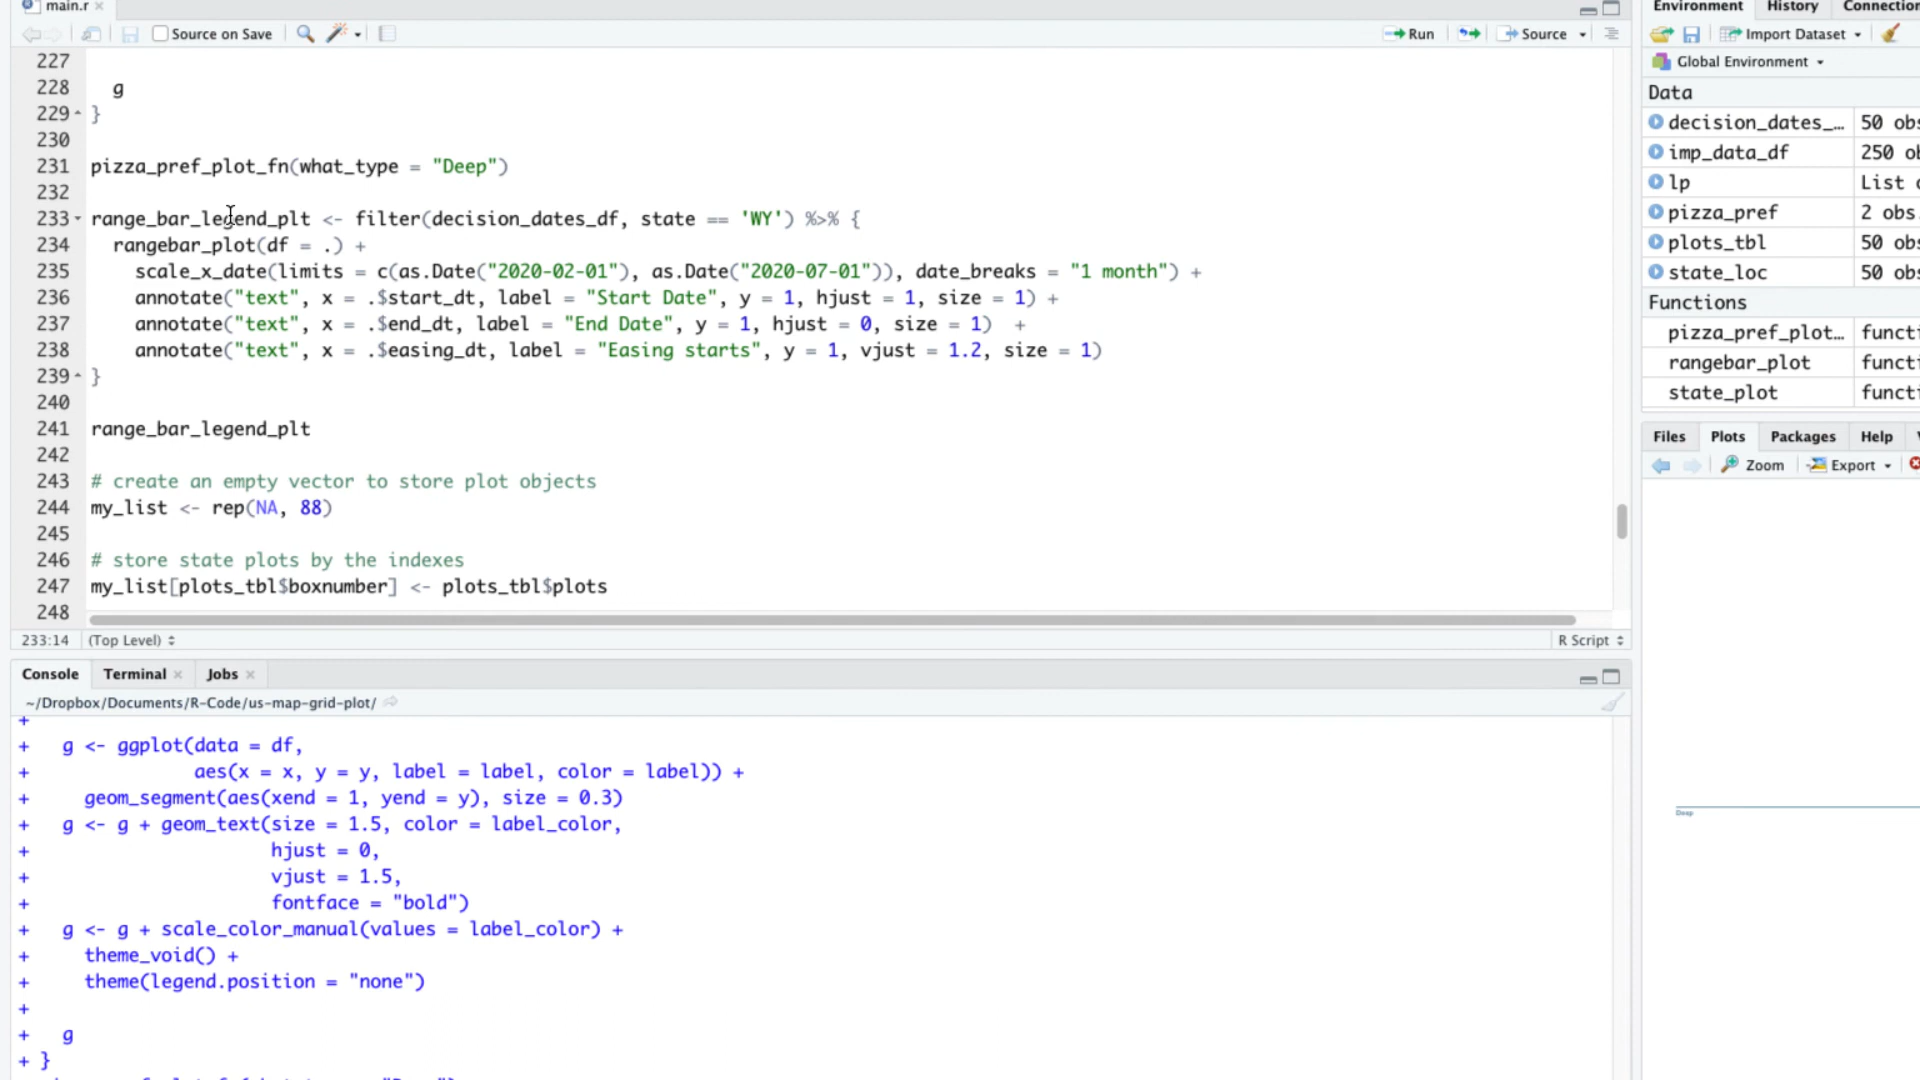 main.r
Source on Save
Run
Source
227
228 g
229 }
230
231 pizza_pref_plot_fn(what_type = "Deep")
232
233 range_bar_legend_plt <- filter(decision_dates_df, state == 'WY') %>% {
234 rangebar_plot(df = .) +
235 scale_x_date(limits = c(as.Date("2020-02-01"), as.Date("2020-07-01")), date_breaks = "1 month") +
236 annotate("text", x = .$start_dt, label = "Start Date", y = 1, hjust = 1, size = 1) +
237 annotate("text", x = .$end_dt, label = "End Date", y = 1, hjust = 0, size = 1)  +
238 annotate("text", x = .$easing_dt, label = "Easing starts", y = 1, vjust = 1.2, size = 1)
239 }
240
241 range_bar_legend_plt
242
243 # create an empty vector to store plot objects
244 my_list <- rep(NA, 88)
245
246 # store state plots by the indexes
247 my_list[plots_tbl$boxnumber] <- plots_tbl$plots
248
233:14 (Top Level) R Script
Console Terminal Jobs
~/Dropbox/Documents/R-Code/us-map-grid-plot/
+
+ g <- ggplot(data = df,
+ aes(x = x, y = y, label = label, color = label)) +
+ geom_segment(aes(xend = 1, yend = y), size = 0.3)
+ g <- g + geom_text(size = 1.5, color = label_color,
+ hjust = 0,
+ vjust = 1.5,
+ fontface = "bold")
+ g <- g + scale_color_manual(values = label_color) +
+ theme_void() +
+ theme(legend.position = "none")
+
+ g
+ }
Environment History Connection
Import Dataset
Global Environment
Data
decision_dates_… 50 obs
imp_data_df 250 o
lp List
pizza_pref 2 obs.
plots_tbl 50 obs
state_loc 50 obs
Functions
pizza_pref_plot… functi
rangebar_plot functi
state_plot functi
Files Plots Packages Help
Zoom Export
Deep